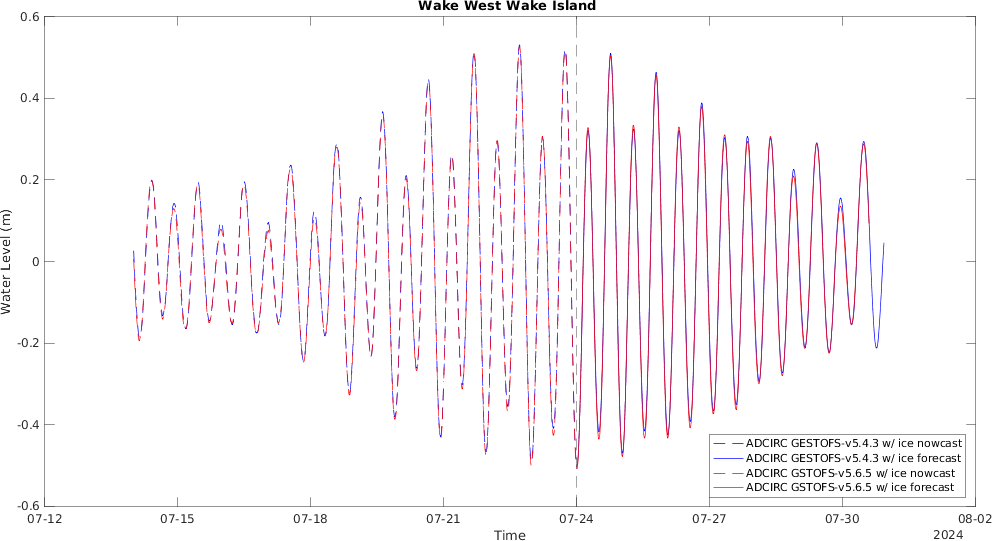 Wake West Wake Island
0.6
0.4
0.2
0
-0.2
-0.4
-0.6
Water Level (m)
ADCIRC GESTOFS-v5.4.3 w/ ice nowcast
ADCIRC GESTOFS-v5.4.3 w/ ice forecast
ADCIRC GSTOFS-v5.6.5 w/ ice nowcast
ADCIRC GSTOFS-v5.6.5 w/ ice forecast
07-12 07-15 07-18 07-21 07-24 07-27 07-30 08-02
Time
2024